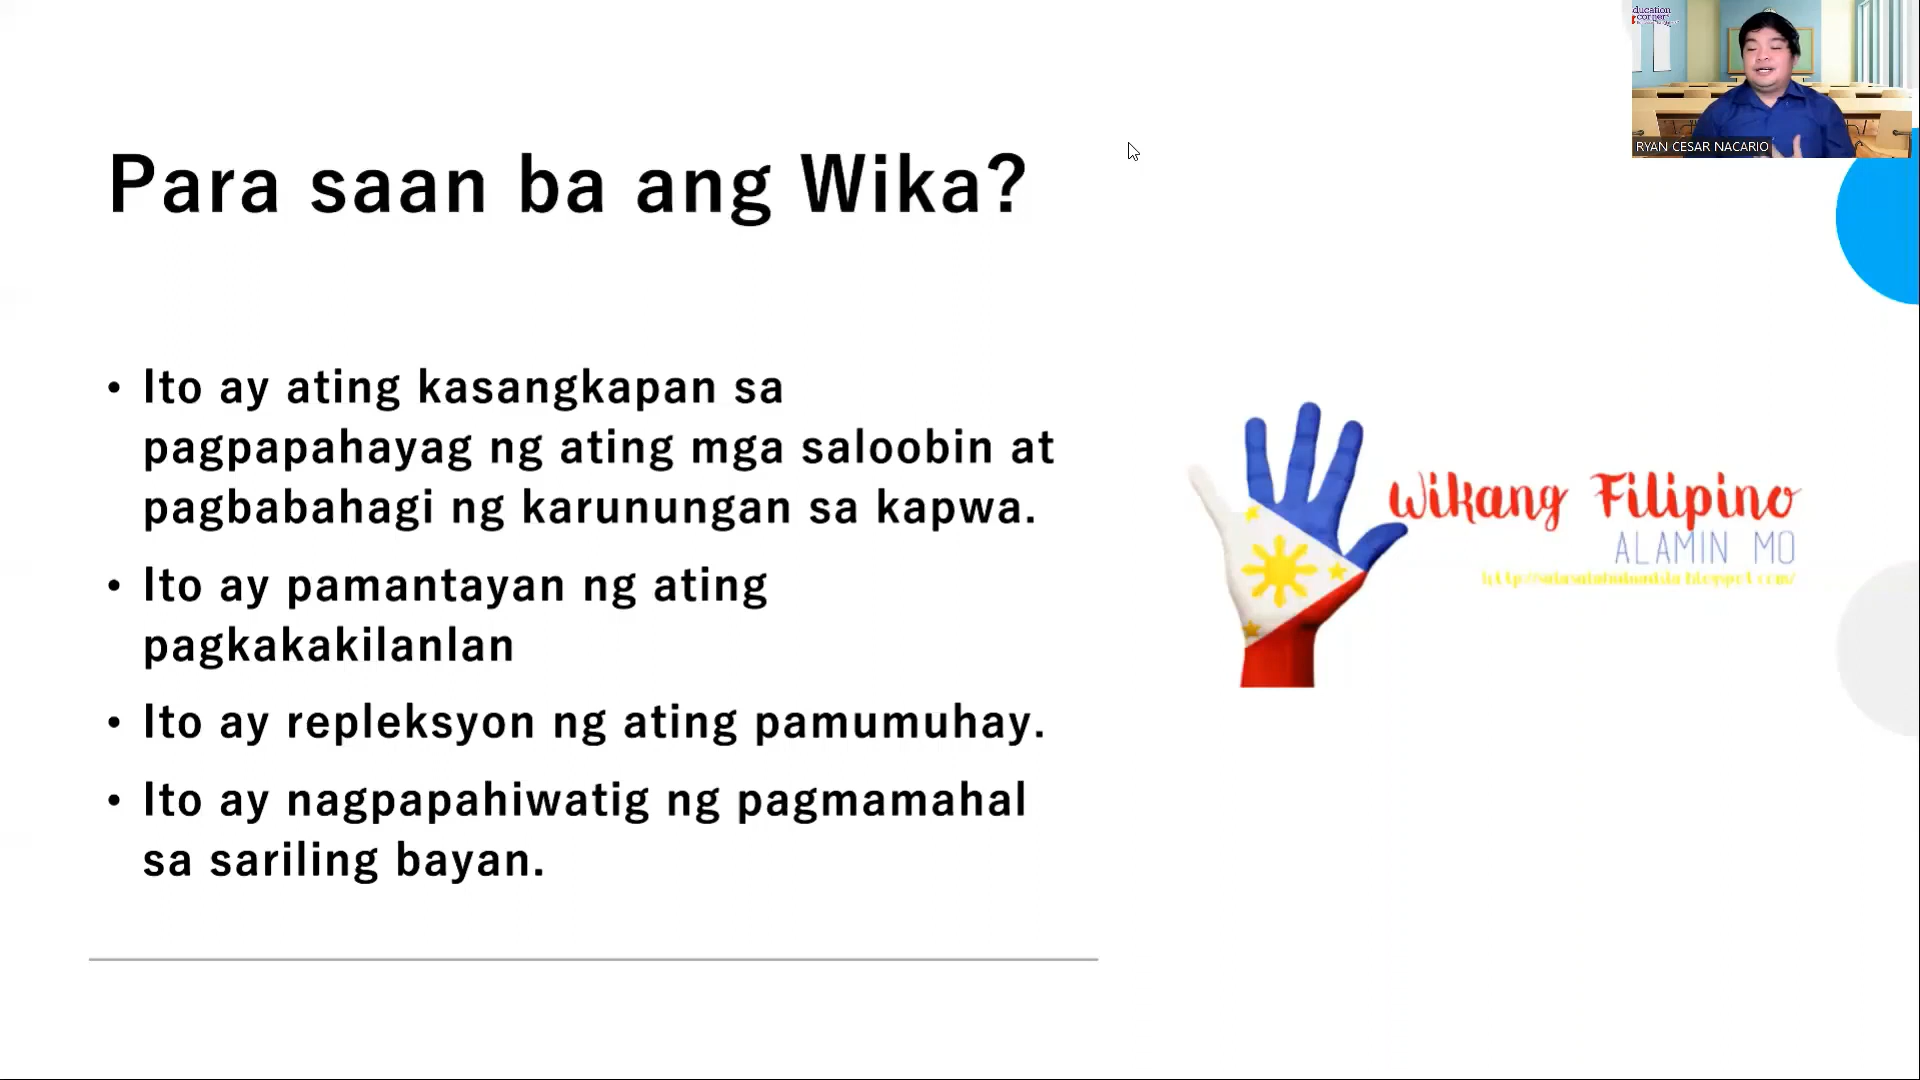 Education
Corner
RYAN CESAR NACARIO
Para saan ba ang Wika?
• Ito ay ating kasangkapan sa
pagpapahayag ng ating mga saloobin at
pagbabahagi ng karunungan sa kapwa.
• Ito ay pamantayan ng ating
pagkakakilanlan
• Ito ay repleksyon ng ating pamumuhay.
• Ito ay nagpapahiwatig ng pagmamahal
sa sariling bayan.
Wikang Filipino
ALAMIN MO